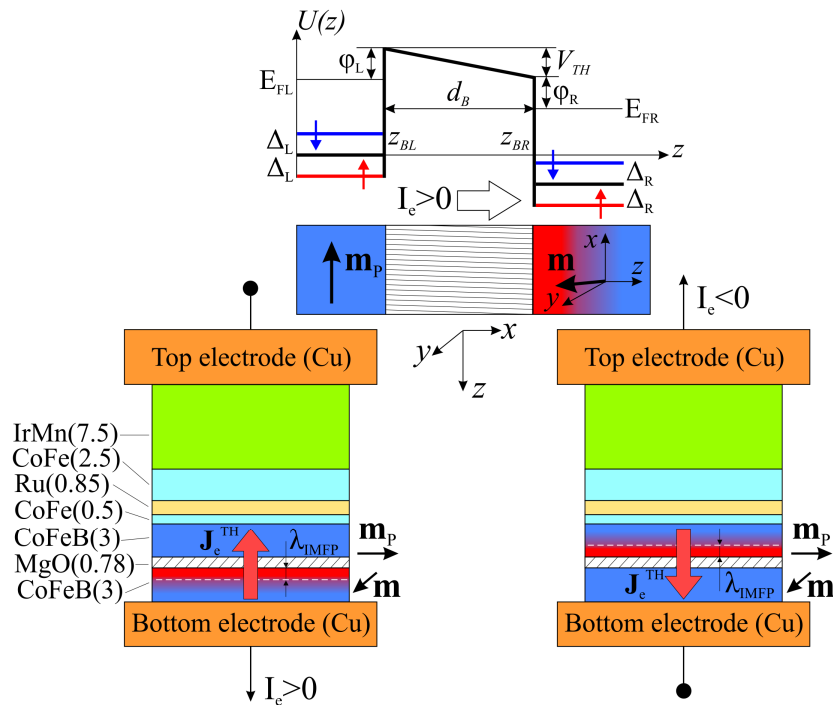 U(z)
φL VTH
EFL φR
dB EFR
ΔL zBL zBR z
ΔL ΔR
Ie>0 ΔR
mP m x z y
Ie<0
x y z
Top electrode (Cu) Top electrode (Cu)
IrMn(7.5)
CoFe(2.5)
Ru(0.85)
CoFe(0.5)
CoFeB(3) JeTH λIMFP mP mP
MgO(0.78)
CoFeB(3) m JeTH λIMFP m
Bottom electrode (Cu) Bottom electrode (Cu)
Ie>0